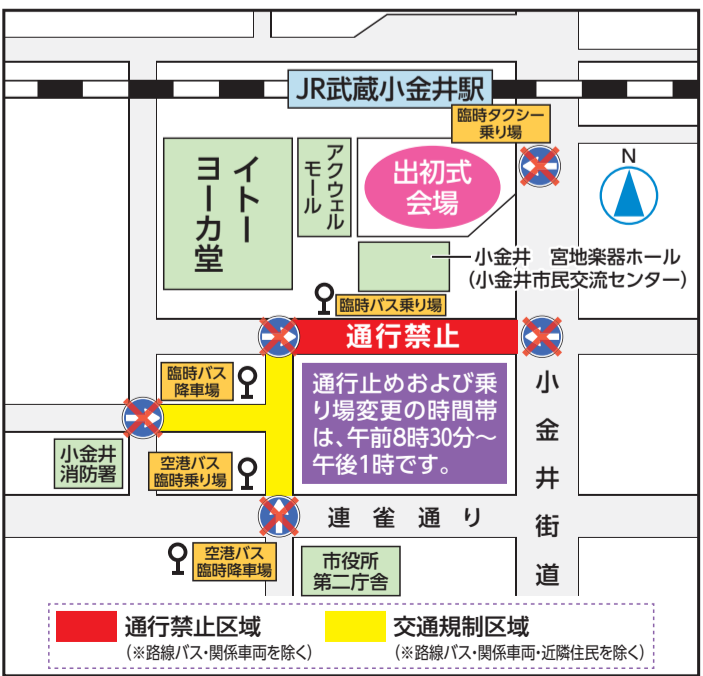 JR武蔵小金井駅
臨時タクシー
乗り場
イトー
ヨーカ堂
アクウェル
モール
出初式
会場
N
小金井 宮地楽器ホール
(小金井市民交流センター)
臨時バス乗り場
通行禁止
臨時バス
降車場
通行止めおよび乗
り場変更の時間帯
は、午前8時30分～
午後1時です。
小金井街道
小金井
消防署
空港バス
臨時乗り場
連雀通り
空港バス
臨時降車場
市役所
第二庁舎
通行禁止区域
(※路線バス・関係車両を除く)
交通規制区域
(※路線バス・関係車両・近隣住民を除く)